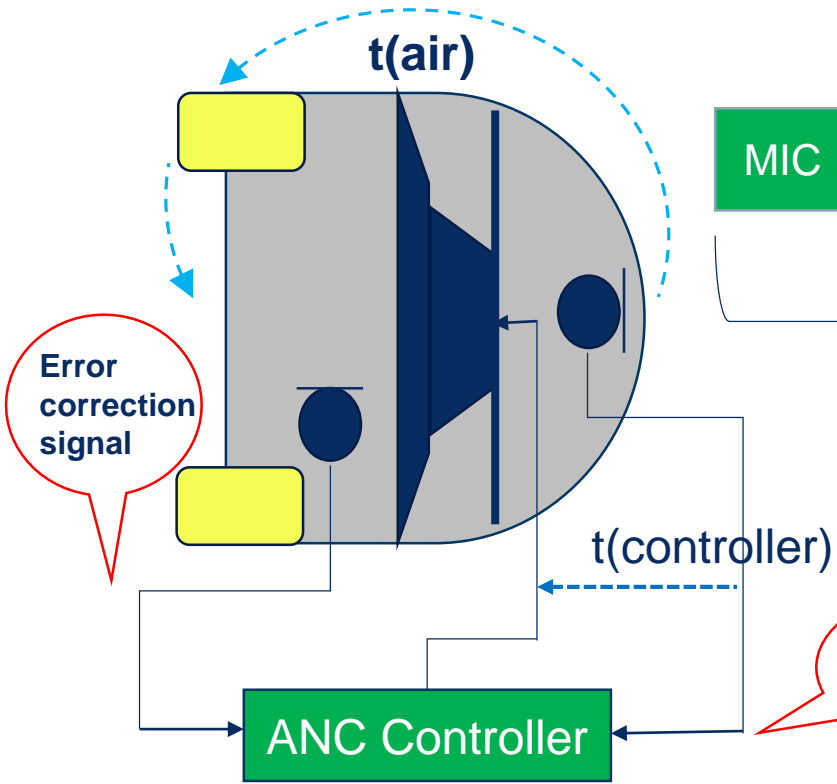 t(air)
MIC
Error
correction
signal
t(controller)
ANC Controller